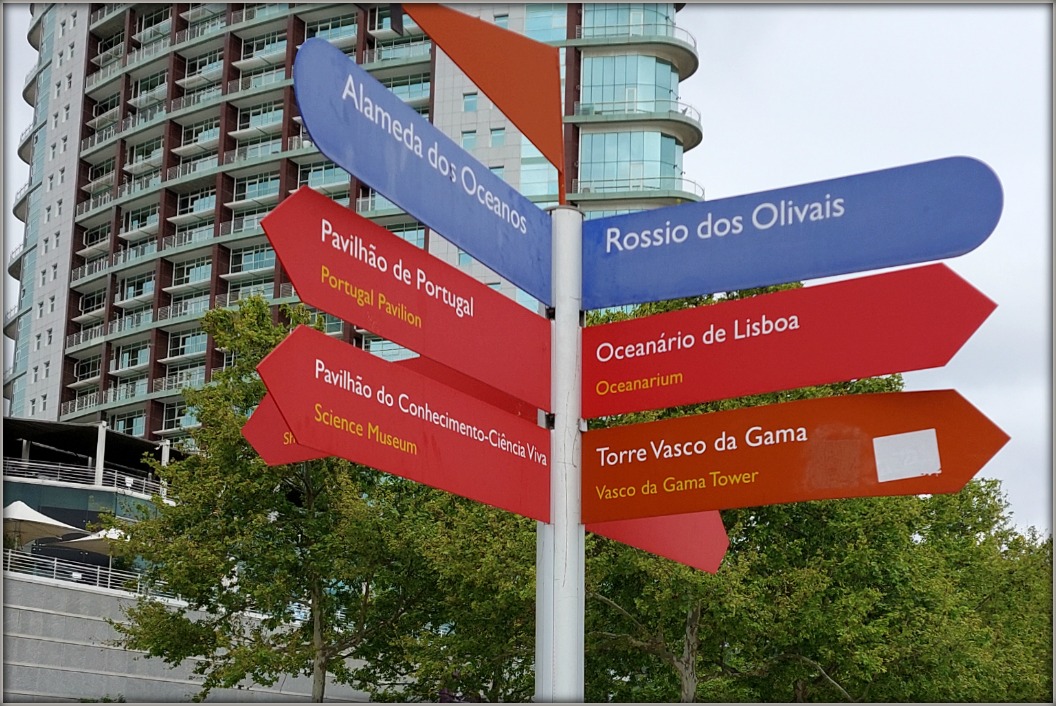 Alameda dos Oceanos
Rossio dos Olivais
Pavilhão de Portugal
Portugal Pavilion
Oceanário de Lisboa
Oceanarium
Pavilhão do Conhecimento-Ciência Viva
Science Museum
Torre Vasco da Gama
Vasco da Gama Tower